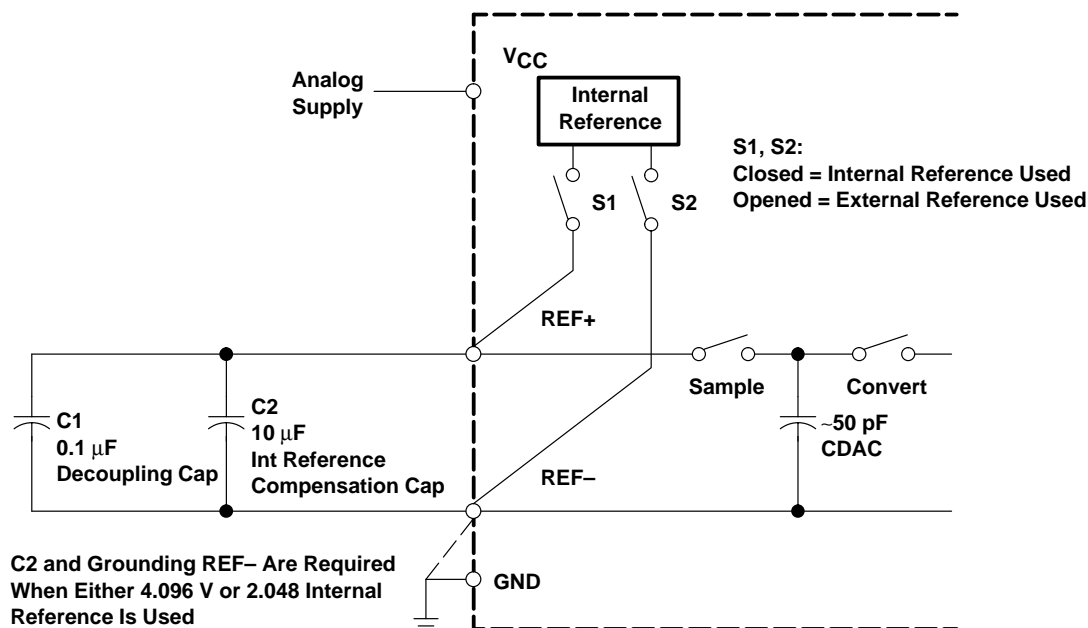 VCC
Analog
Supply
Internal
Reference
S1, S2:
Closed = Internal Reference Used
Opened = External Reference Used
S1
S2
REF+
Sample
Convert
C1
0.1 μF
Decoupling Cap
C2
10 μF
Int Reference
Compensation Cap
~50 pF
CDAC
REF–
C2 and Grounding REF– Are Required
When Either 4.096 V or 2.048 Internal
Reference Is Used
GND